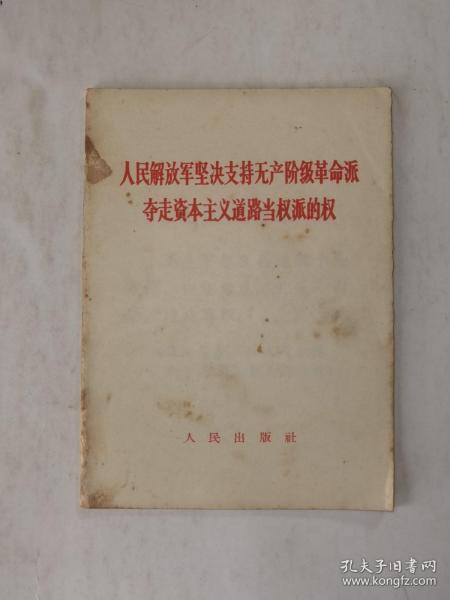 人民解放军坚决支持无产阶级革命派
夺走資本主义道路当权派的权
人民出版社
孔夫子旧书网
www.kongfz.com